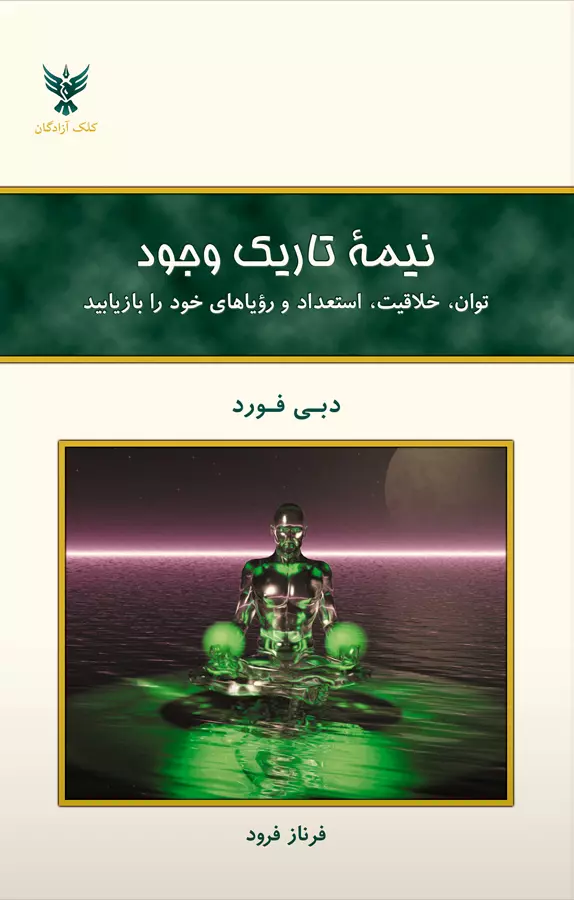 کلک آزادگان
نیمهٔ تاریک وجود
توان، خلاقیت، استعداد و رؤیاهای خود را بازیابید
دبی فورد
فرناز فرود